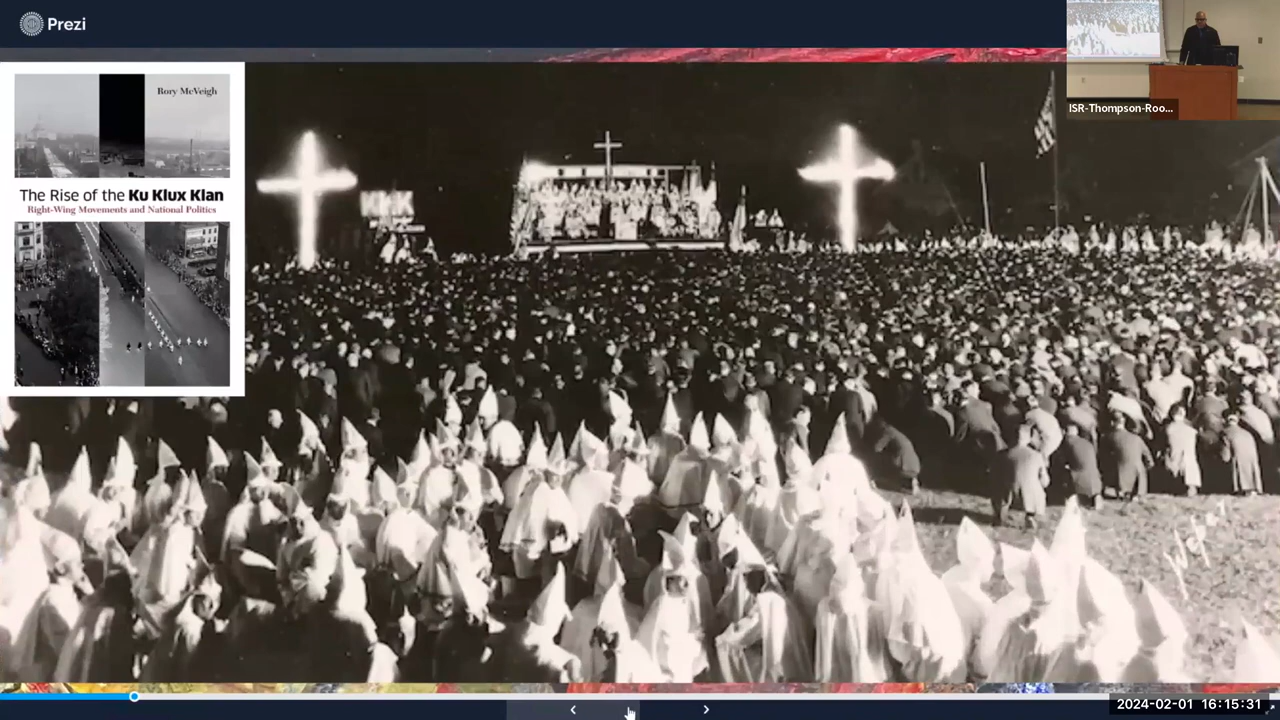 Prezi
Rory McVeigh
The Rise of the Ku Klux Klan
Right-Wing Movements and National Politics
KKK
ISR-Thompson-Roo...
2024-02-01 16:15:31